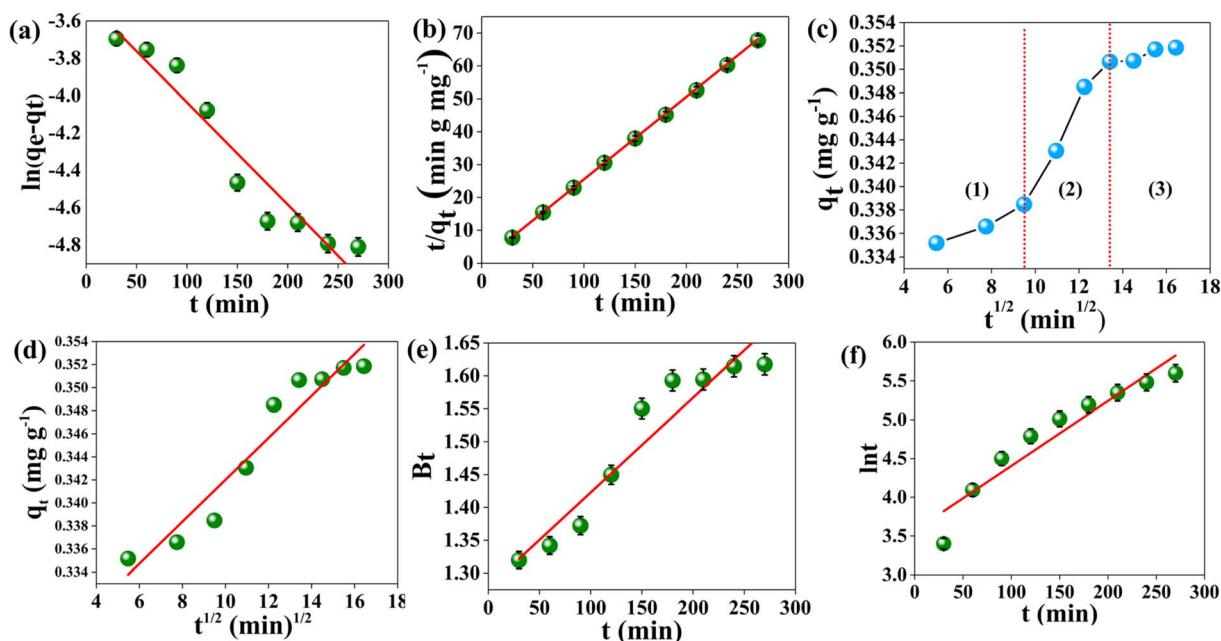 (a)
ln(qe-qt)
-3.6
-3.8
-4.0
-4.2
-4.4
-4.6
-4.8
0 50 100 150 200 250 300
t (min)
(b)
t/qt (min g mg-1)
80
70
60
50
40
30
20
10
0
0 50 100 150 200 250 300
t (min)
(c)
qt (mg g-1)
0.354
0.352
0.350
0.348
0.346
0.344
0.342
0.340
0.338
0.336
0.334
(1) (2) (3)
4 6 8 10 12 14 16 18
t1/2 (min1/2)
(d)
qt (mg g-1)
0.354
0.352
0.350
0.348
0.346
0.344
0.342
0.340
0.338
0.336
0.334
4 6 8 10 12 14 16 18
t1/2 (min)1/2
(e)
Bt
1.65
1.60
1.55
1.50
1.45
1.40
1.35
1.30
0 50 100 150 200 250 300
t (min)
(f)
lnt
6.0
5.5
5.0
4.5
4.0
3.5
3.0
0 50 100 150 200 250 300
t (min)